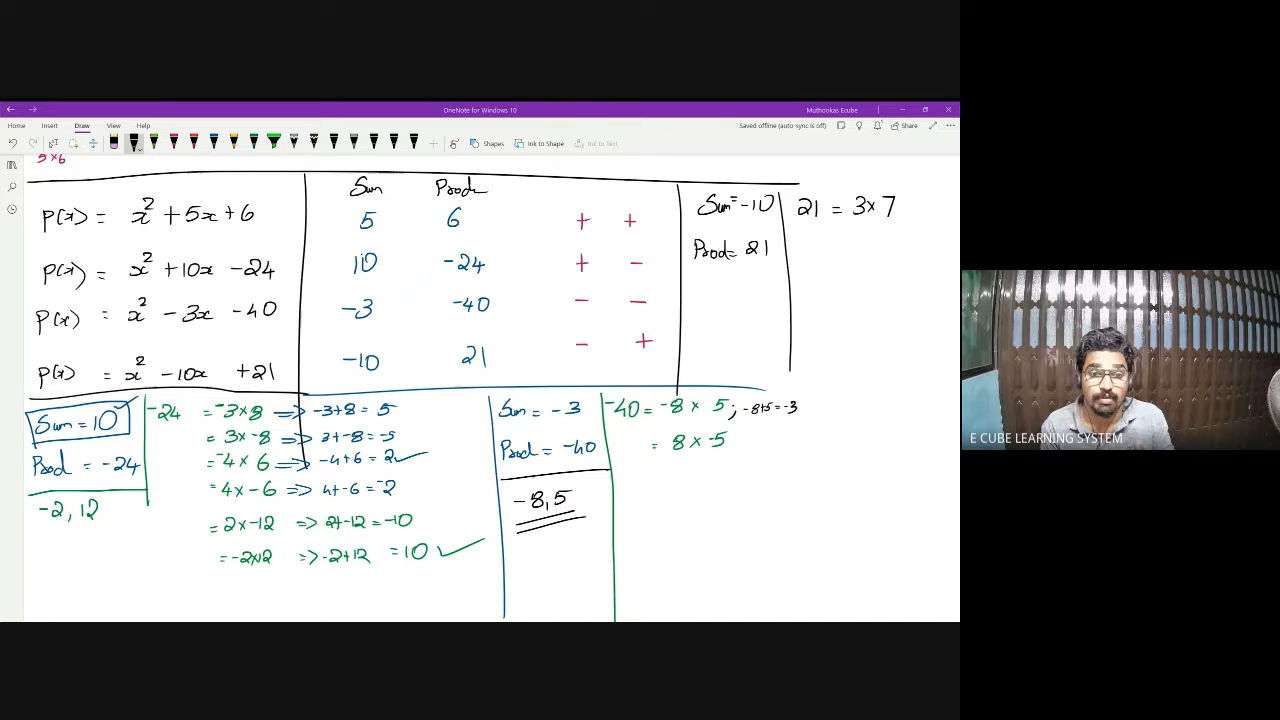 OneNote for Windows 10
Muthookas Ecube
Home Insert Draw View Help
Saved offline (auto-sync is off)
Share
Shapes
Ink to Shape
Ink to Text
5×6
Sum Prod
P(x) = x² + 5x + 6
5 6 + +
P(x) = x² + 10x - 24
10 -24 + -
P(x) = x² - 3x - 40
-3 -40 - -
P(x) = x² - 10x + 21
-10 21 - +
Sum = -10
Prod = 21
21 = 3 × 7
Sum = 10
Prod = -24
-2, 12
-24 = -3×8 => -3+8 = 5
= 3×-8 => 3+-8 = -5
= -4×6 => -4+6 = 2 ✓
= 4×-6 => 4+-6 = -2
= 2×-12 => 2+-12 = -10
= -2×12 => -2+12 = 10 ✓
Sum = -3
Prod = -40
-8, 5
-40 = -8 × 5; -8+5 = -3
= 8 × -5
E CUBE LEARNING SYSTEM